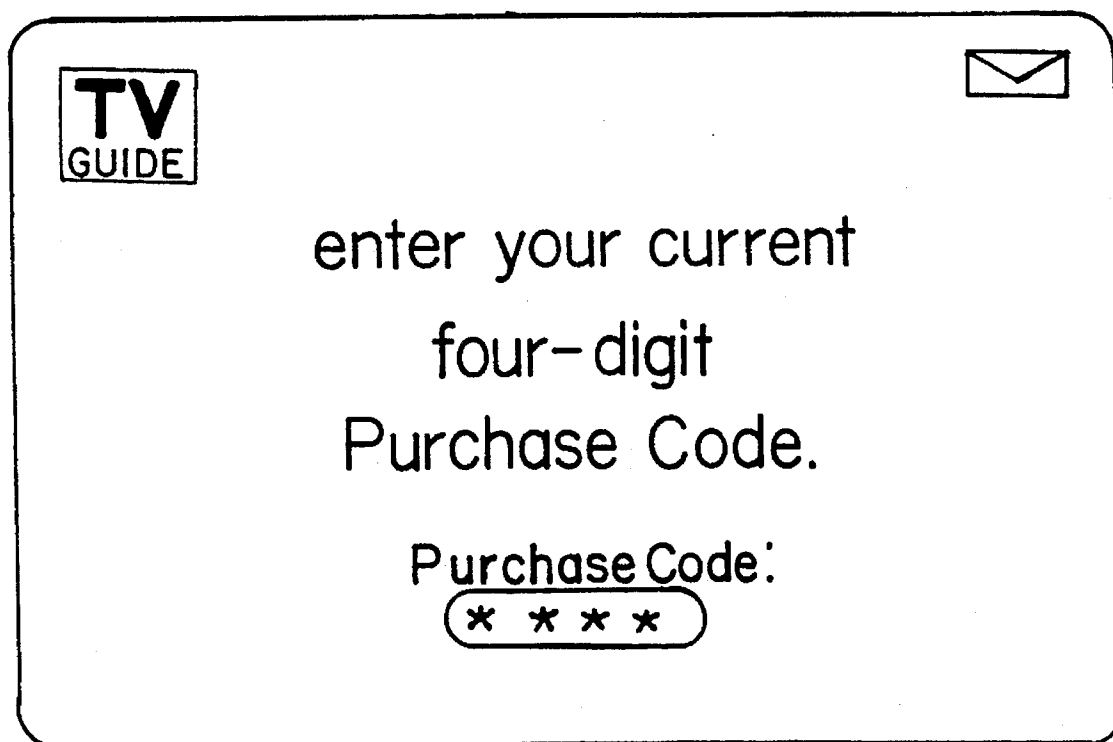 TV
GUIDE
enter your current
four-digit
Purchase Code.
Purchase Code:
* * * *